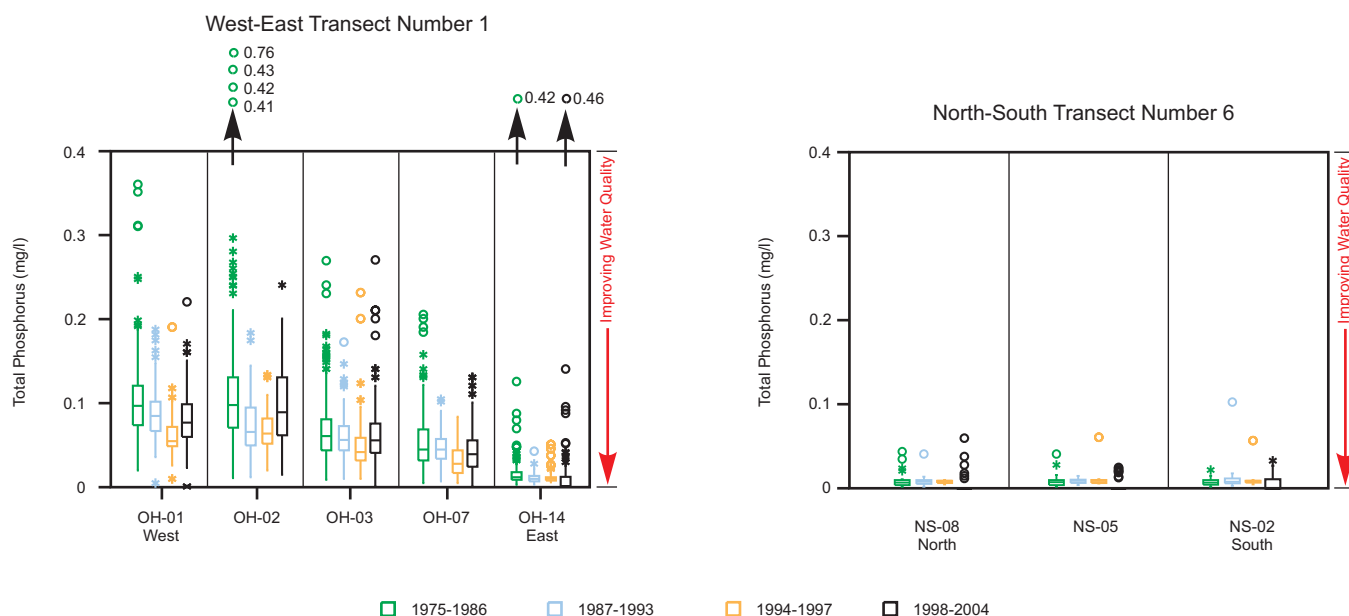 West-East Transect Number 1
0.76
0.43
0.42
0.41
0.42
0.46
0.4
0.3
0.2
0.1
0
Total Phosphorus (mg/l)
Improving Water Quality
OH-01
West
OH-02
OH-03
OH-07
OH-14
East
North-South Transect Number 6
0.4
0.3
0.2
0.1
0
Total Phosphorus (mg/l)
Improving Water Quality
NS-08
North
NS-05
NS-02
South
1975-1986
1987-1993
1994-1997
1998-2004